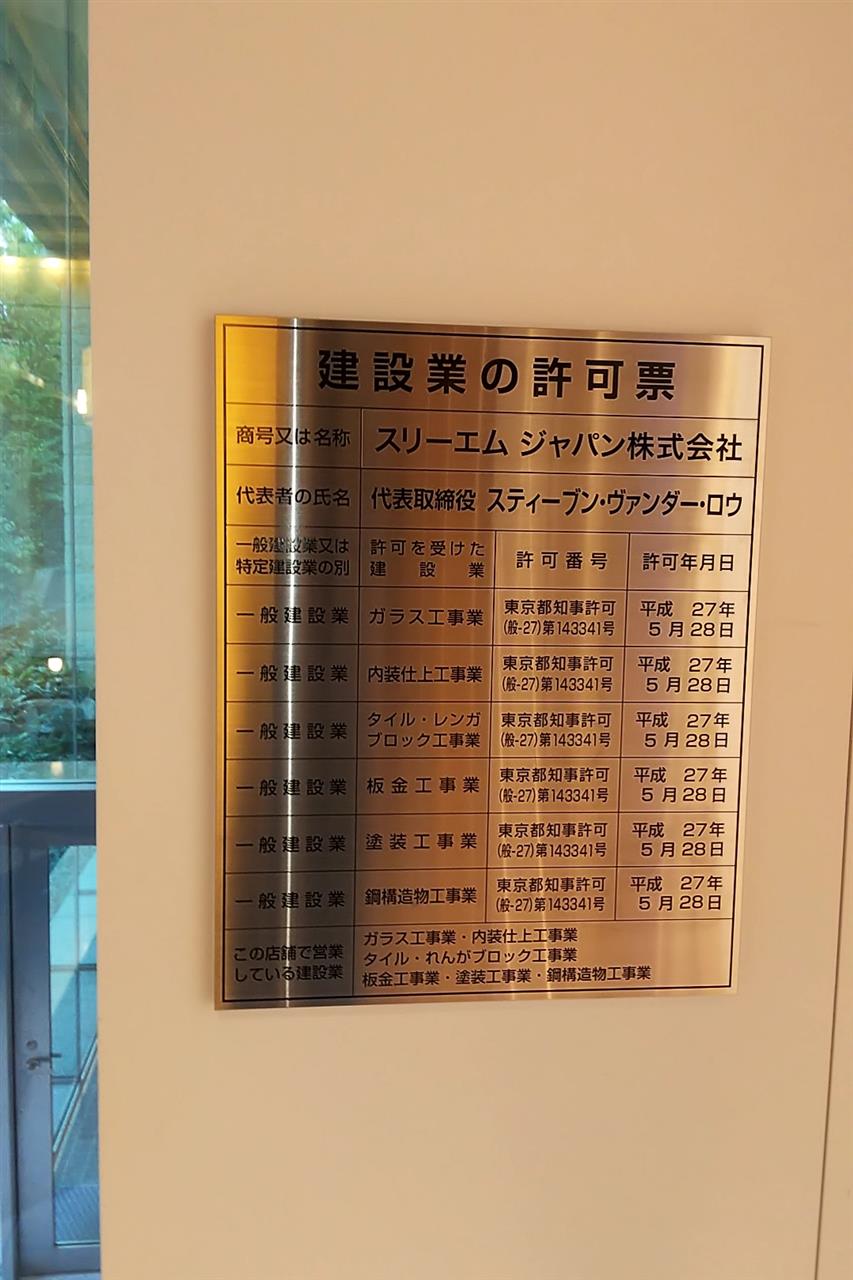 建設業の許可票
商号又は名称 スリーエム ジャパン株式会社
代表者の氏名 代表取締役 スティーブン・ヴァンダー・ロウ
一般建設業又は
特定建設業の別
許可を受けた
建設業
許可番号
許可年月日
一般建設業
ガラス工事業
東京都知事許可
(般-27)第143341号
平成 27年
5月28日
一般建設業
内装仕上工事業
東京都知事許可
(般-27)第143341号
平成 27年
5月28日
一般建設業
タイル・レンガ
ブロック工事業
東京都知事許可
(般-27)第143341号
平成 27年
5月28日
一般建設業
板金工事業
東京都知事許可
(般-27)第143341号
平成 27年
5月28日
一般建設業
塗装工事業
東京都知事許可
(般-27)第143341号
平成 27年
5月28日
一般建設業
鋼構造物工事業
東京都知事許可
(般-27)第143341号
平成 27年
5月28日
この店舗で営業
している建設業
ガラス工事業・内装仕上工事業
タイル・れんがブロック工事業
板金工事業・塗装工事業・鋼構造物工事業